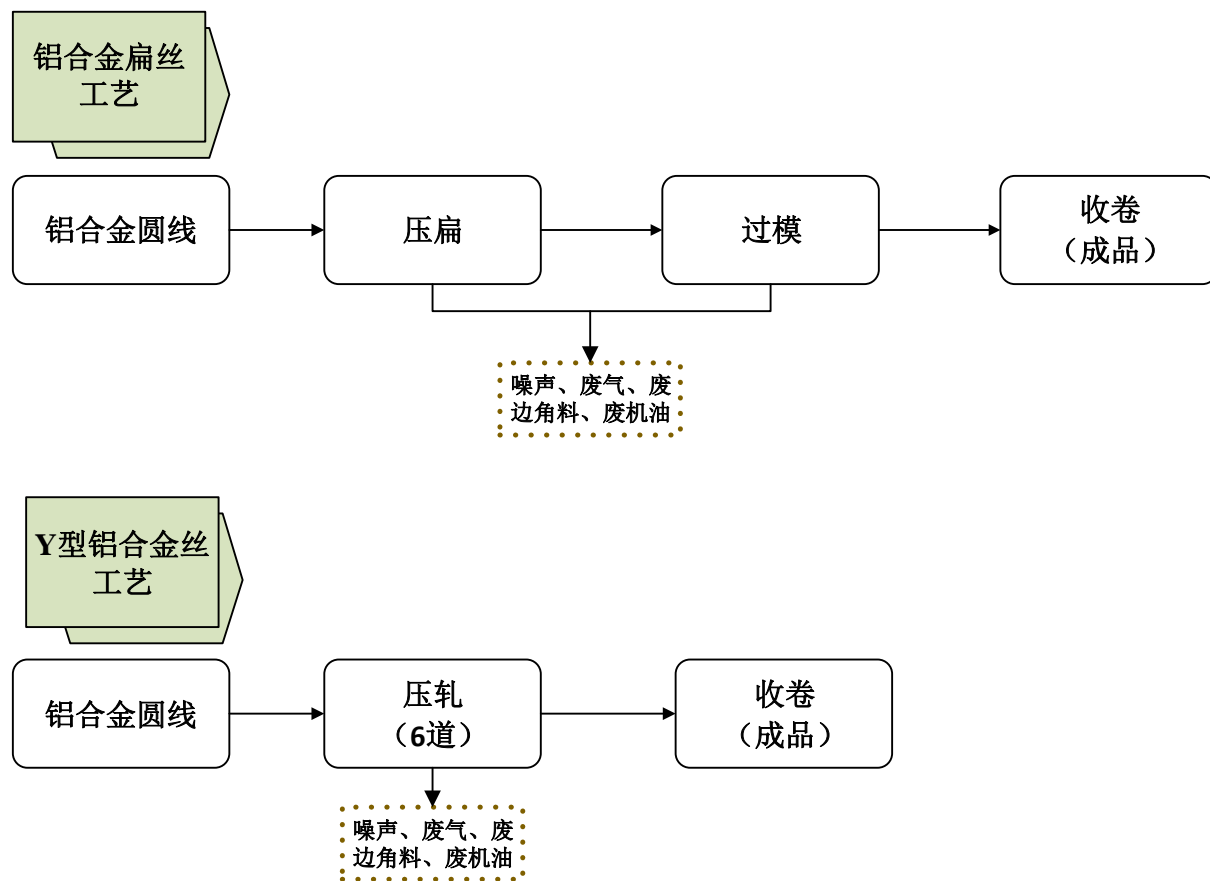 铝合金扁丝
工艺
铝合金圆线
压扁
过模
收卷
（成品）
噪声、废气、废
边角料、废机油
Y型铝合金丝
工艺
铝合金圆线
压轧
（6道）
收卷
（成品）
噪声、废气、废
边角料、废机油